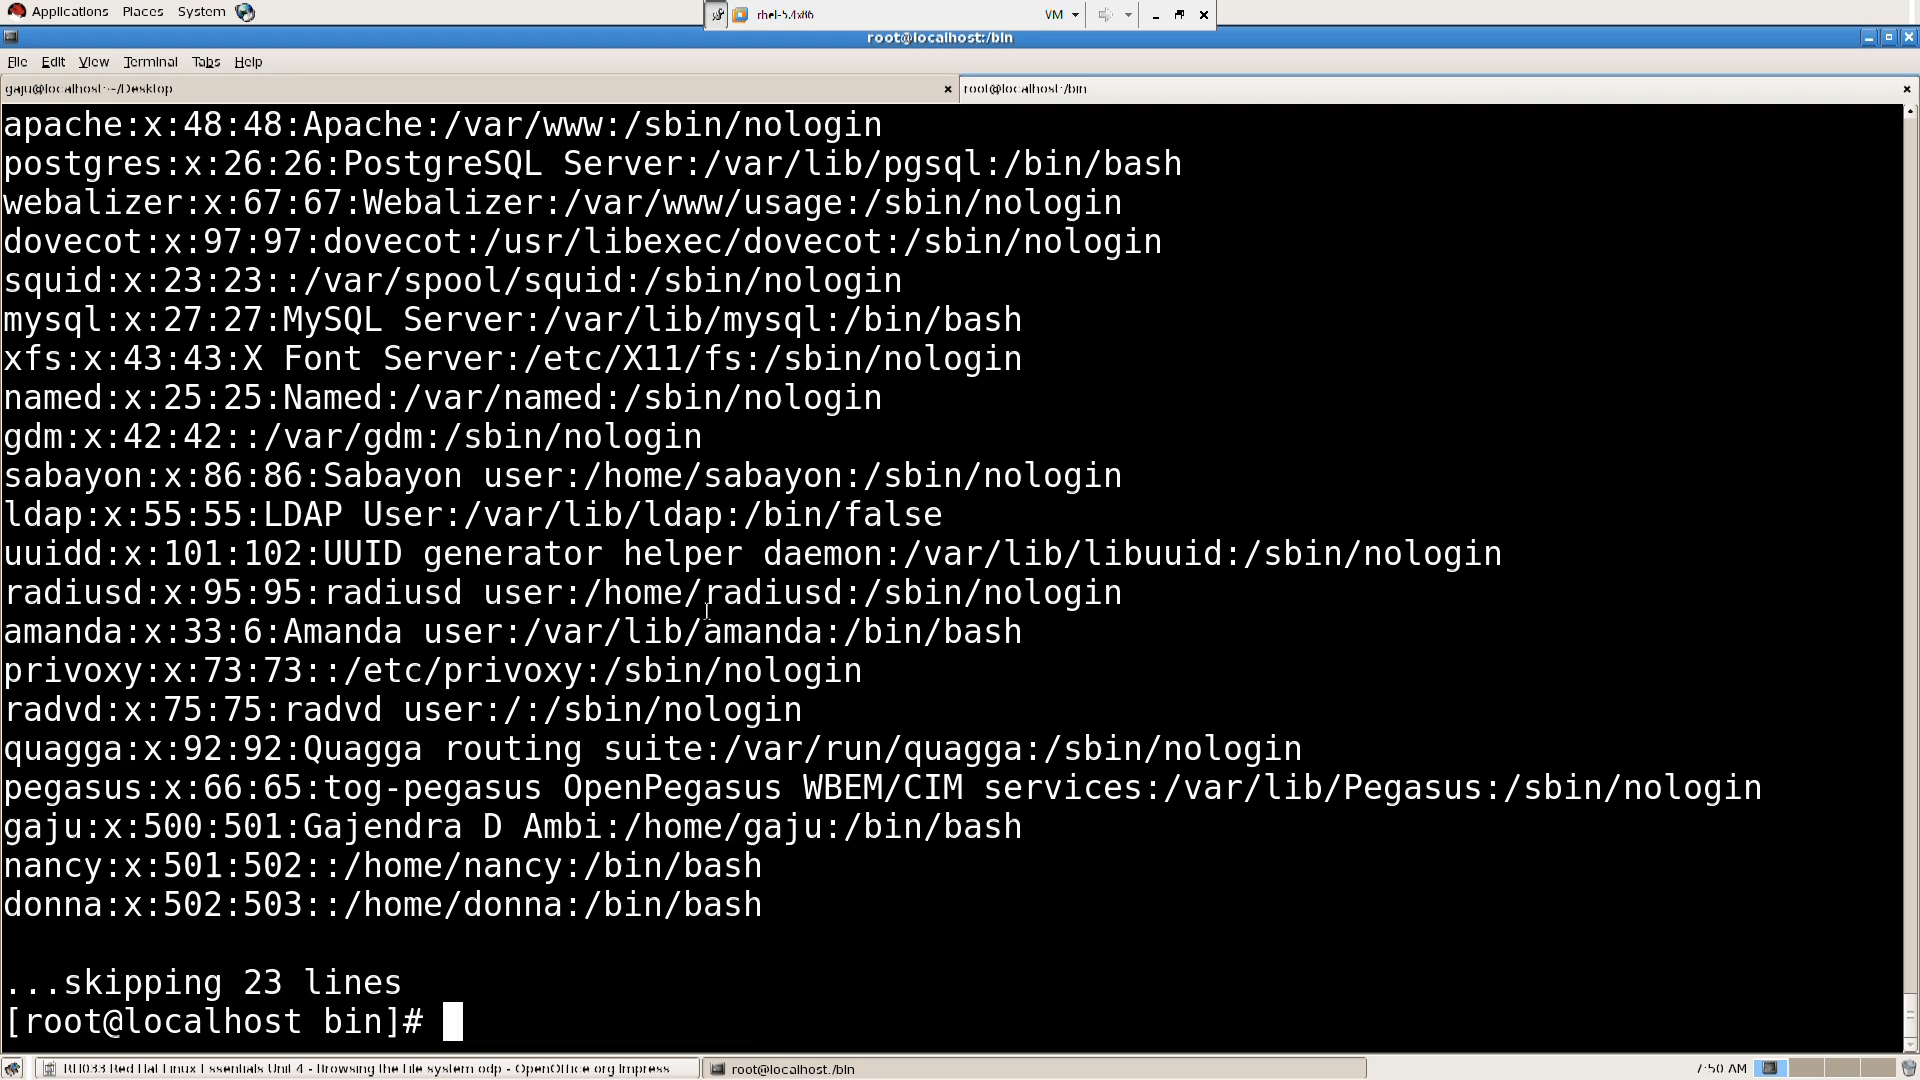 Applications Places System
rhel-5.4x86
VM
root@localhost:/bin
File Edit View Terminal Tabs Help
gaju@localhost:~/Desktop
root@localhost:/bin
apache:x:48:48:Apache:/var/www:/sbin/nologin
postgres:x:26:26:PostgreSQL Server:/var/lib/pgsql:/bin/bash
webalizer:x:67:67:Webalizer:/var/www/usage:/sbin/nologin
dovecot:x:97:97:dovecot:/usr/libexec/dovecot:/sbin/nologin
squid:x:23:23::/var/spool/squid:/sbin/nologin
mysql:x:27:27:MySQL Server:/var/lib/mysql:/bin/bash
xfs:x:43:43:X Font Server:/etc/X11/fs:/sbin/nologin
named:x:25:25:Named:/var/named:/sbin/nologin
gdm:x:42:42::/var/gdm:/sbin/nologin
sabayon:x:86:86:Sabayon user:/home/sabayon:/sbin/nologin
ldap:x:55:55:LDAP User:/var/lib/ldap:/bin/false
uuidd:x:101:102:UUID generator helper daemon:/var/lib/libuuid:/sbin/nologin
radiusd:x:95:95:radiusd user:/home/radiusd:/sbin/nologin
amanda:x:33:6:Amanda user:/var/lib/amanda:/bin/bash
privoxy:x:73:73::/etc/privoxy:/sbin/nologin
radvd:x:75:75:radvd user:/:/sbin/nologin
quagga:x:92:92:Quagga routing suite:/var/run/quagga:/sbin/nologin
pegasus:x:66:65:tog-pegasus OpenPegasus WBEM/CIM services:/var/lib/Pegasus:/sbin/nologin
gaju:x:500:501:Gajendra D Ambi:/home/gaju:/bin/bash
nancy:x:501:502::/home/nancy:/bin/bash
donna:x:502:503::/home/donna:/bin/bash
...skipping 23 lines
[root@localhost bin]#
RH033 Red Hat Linux Essentials Unit 4 - Browsing the File system odp - OpenOffice org Impress
root@localhost:/bin
7:50 AM